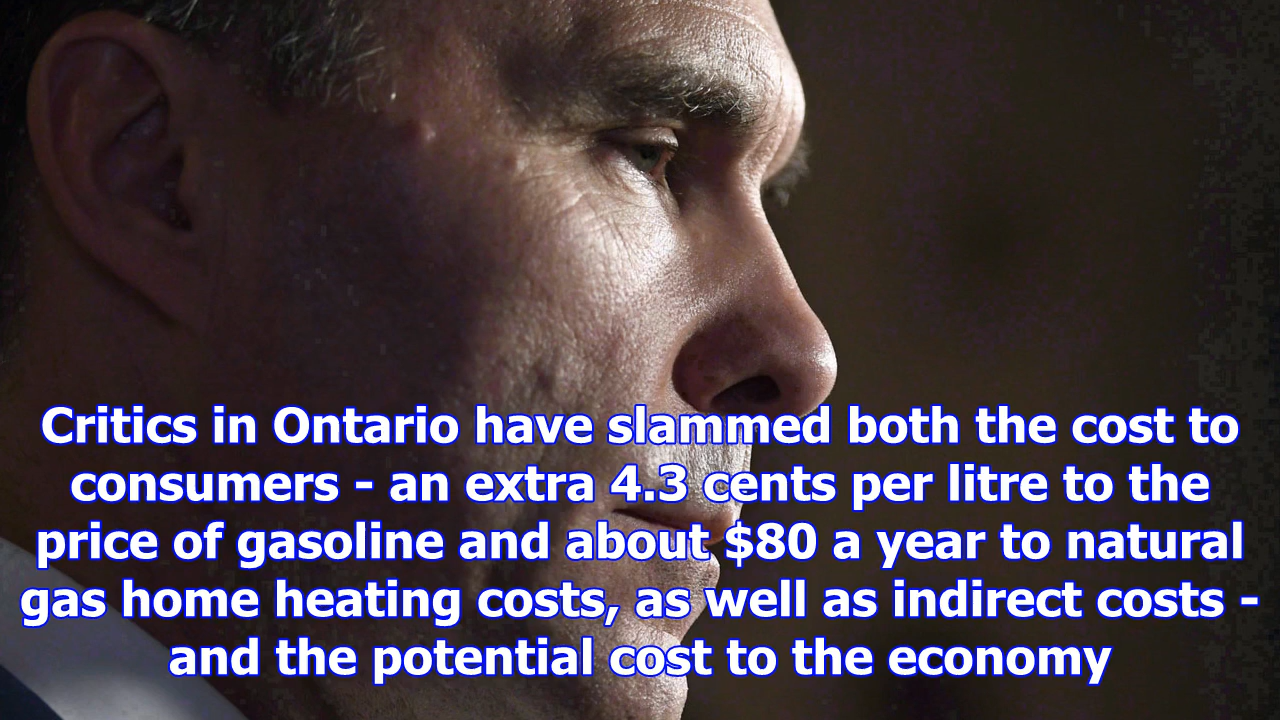 Critics in Ontario have slammed both the cost to
consumers - an extra 4.3 cents per litre to the
price of gasoline and about $80 a year to natural
gas home heating costs, as well as indirect costs -
and the potential cost to the economy